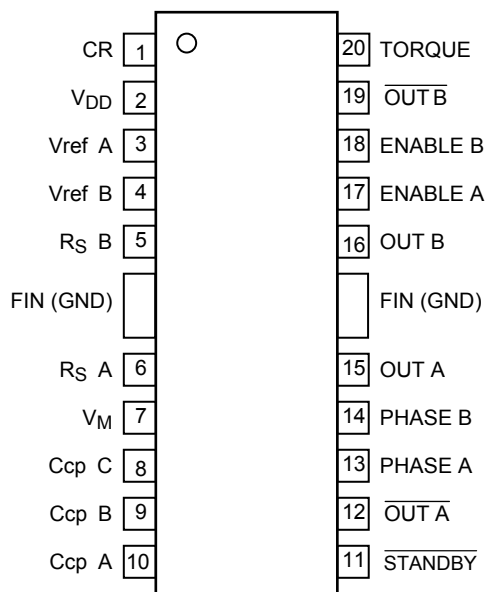 CR 1 20 TORQUE
VDD 2 19 OUT B
Vref A 3 18 ENABLE B
Vref B 4 17 ENABLE A
RS B 5 16 OUT B
FIN (GND) FIN (GND)
RS A 6 15 OUT A
VM 7 14 PHASE B
Ccp C 8 13 PHASE A
Ccp B 9 12 OUT A
Ccp A 10 11 STANDBY